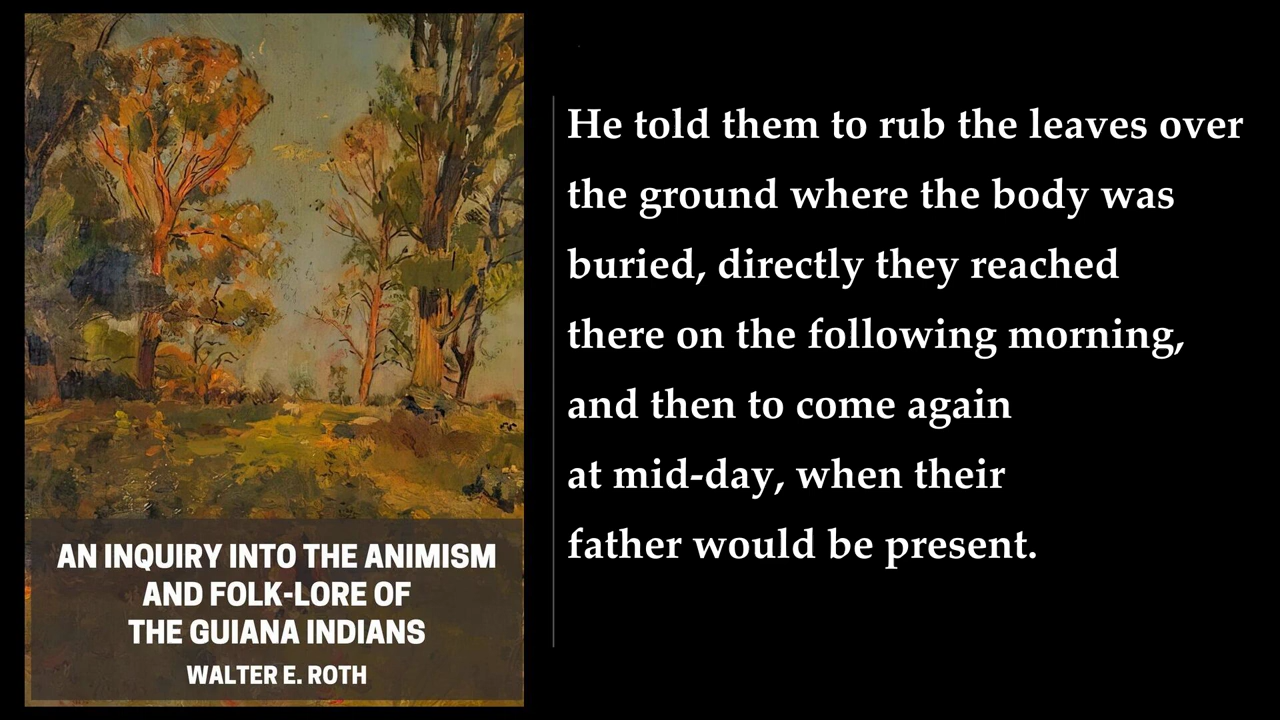 He told them to rub the leaves over
the ground where the body was
buried, directly they reached
there on the following morning,
and then to come again
at mid-day, when their
father would be present.
AN INQUIRY INTO THE ANIMISM
AND FOLK-LORE OF
THE GUIANA INDIANS
WALTER E. ROTH